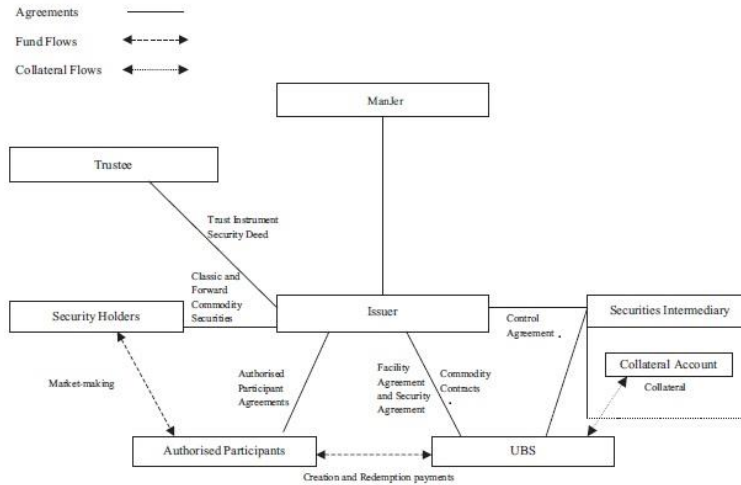 Agreements
Fund Flows
Collateral Flows
ManJer
Trustee
Trust Instrument
Security Deed
Classic and
Forward
Commodity
Securities
Security Holders
Issuer
Control
Agreement
Securities Intermediary
Collateral Account
Collateral
Market-making
Authorised
Participant
Agreements
Facility
Agreement
and Security
Agreement
Commodity
Contracts
Authorised Participants
UBS
Creation and Redemption payments